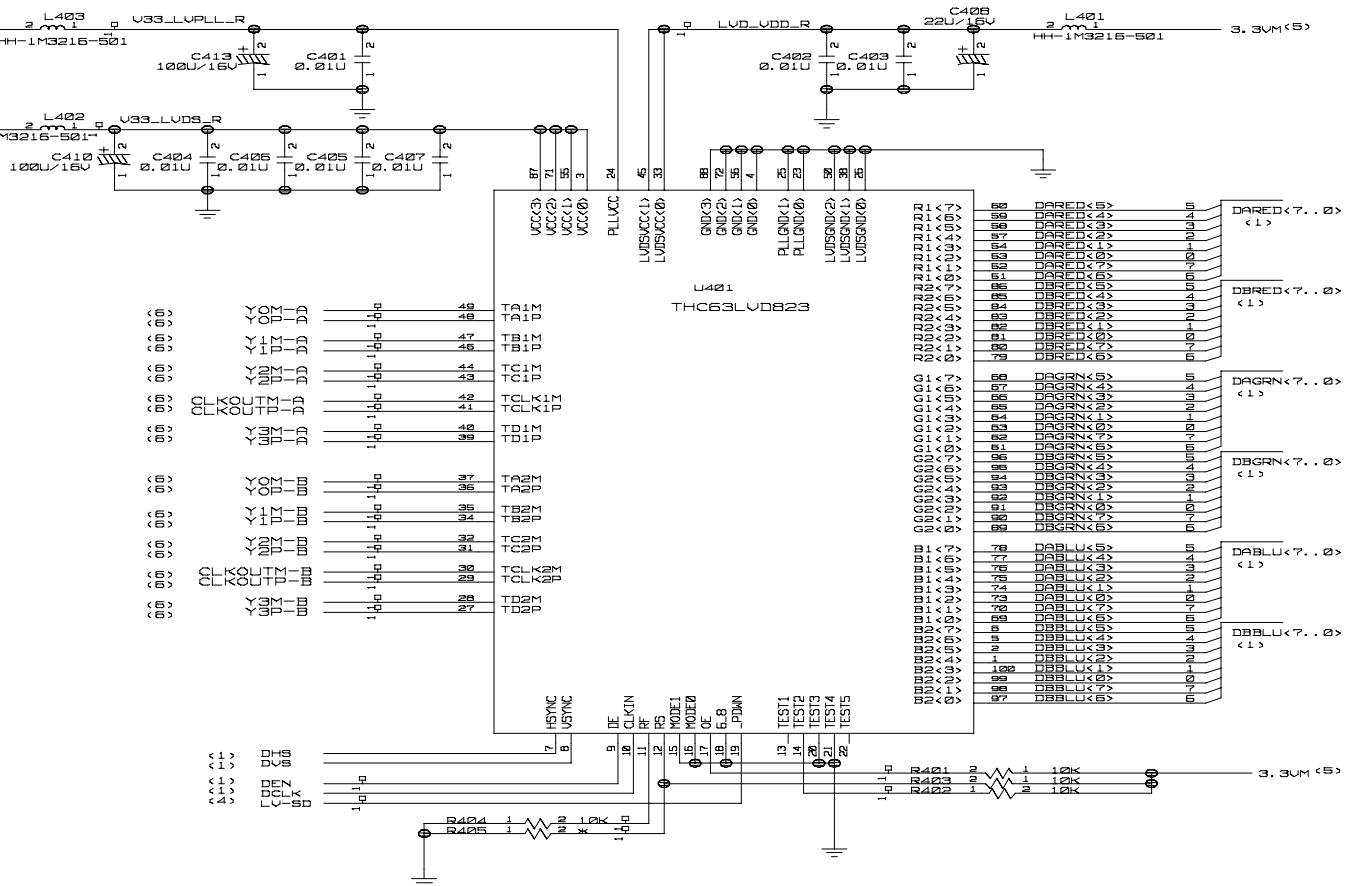 L403
2 1 V33_LVPLL_R
HH-1M3216-501
C413
100U/16V
C401
0.01U
LVD_VDD_R
C408
22U/16V
L401
HH-1M3216-501
3.3VM (5)
C402
0.01U
C403
0.01U
L402
2 1 V33_LVDS_R
M3216-501
C410
100U/16V
C404
0.01U
C406
0.01U
C405
0.01U
C407
0.01U
87 71 55 3 24 45 33 88 72 56 4 25 23 50 38 26
VCC<3> VCC<2> VCC<1> VCC<0> PLLVCC LVDSVCC<1> LVDSVCC<0> GND<3> GND<2> GND<1> GND<0> PLLGND<1> PLLGND<0> LVDSGND<2> LVDSGND<1> LVDSGND<0>
U401
THC63LVD823
(6) Y0M-A 49 TA1M
(6) Y0P-A 48 TA1P
(6) Y1M-A 47 TB1M
(6) Y1P-A 46 TB1P
(6) Y2M-A 44 TC1M
(6) Y2P-A 43 TC1P
(6) CLKOUTM-A 42 TCLK1M
(6) CLKOUTP-A 41 TCLK1P
(6) Y3M-A 40 TD1M
(6) Y3P-A 39 TD1P
(6) Y0M-B 37 TA2M
(6) Y0P-B 36 TA2P
(6) Y1M-B 35 TB2M
(6) Y1P-B 34 TB2P
(6) Y2M-B 32 TC2M
(6) Y2P-B 31 TC2P
(6) CLKOUTM-B 30 TCLK2M
(6) CLKOUTP-B 29 TCLK2P
(6) Y3M-B 28 TD2M
(6) Y3P-B 27 TD2P
R1<7> 60 DARED<5> 5
R1<6> 59 DARED<4> 4
R1<5> 58 DARED<3> 3
R1<4> 57 DARED<2> 2
R1<3> 54 DARED<1> 1
R1<2> 53 DARED<0> 0
R1<1> 52 DARED<7> 7
R1<0> 51 DARED<6> 6
DARED<7..0>
<1>
R2<7> 86 DBRED<5> 5
R2<6> 85 DBRED<4> 4
R2<5> 84 DBRED<3> 3
R2<4> 83 DBRED<2> 2
R2<3> 82 DBRED<1> 1
R2<2> 81 DBRED<0> 0
R2<1> 80 DBRED<7> 7
R2<0> 79 DBRED<6> 6
DBRED<7..0>
<1>
G1<7> 68 DAGRN<5> 5
G1<6> 67 DAGRN<4> 4
G1<5> 66 DAGRN<3> 3
G1<4> 65 DAGRN<2> 2
G1<3> 64 DAGRN<1> 1
G1<2> 63 DAGRN<0> 0
G1<1> 62 DAGRN<7> 7
G1<0> 61 DAGRN<6> 6
DAGRN<7..0>
<1>
G2<7> 96 DBGRN<5> 5
G2<6> 95 DBGRN<4> 4
G2<5> 94 DBGRN<3> 3
G2<4> 93 DBGRN<2> 2
G2<3> 92 DBGRN<1> 1
G2<2> 91 DBGRN<0> 0
G2<1> 90 DBGRN<7> 7
G2<0> 89 DBGRN<6> 6
DBGRN<7..0>
<1>
B1<7> 78 DABLU<5> 5
B1<6> 77 DABLU<4> 4
B1<5> 76 DABLU<3> 3
B1<4> 75 DABLU<2> 2
B1<3> 74 DABLU<1> 1
B1<2> 73 DABLU<0> 0
B1<1> 70 DABLU<7> 7
B1<0> 69 DABLU<6> 6
DABLU<7..0>
<1>
B2<7> 6 DBBLU<5> 5
B2<6> 5 DBBLU<4> 4
B2<5> 2 DBBLU<3> 3
B2<4> 1 DBBLU<2> 2
B2<3> 100 DBBLU<1> 1
B2<2> 99 DBBLU<0> 0
B2<1> 98 DBBLU<7> 7
B2<0> 97 DBBLU<6> 6
DBBLU<7..0>
<1>
HSYNC VSYNC DE CLKIN RF RS MODE1 MODE0 OE 6_8 _PDWN TEST1 TEST2 TEST3 TEST4 TEST5
7 8 9 10 11 12 15 16 17 18 19 13 14 20 21 22
<1> DHS
<1> DVS
<1> DEN
<1> DCLK
<4> LV-SD
R401 2 1 10K
R403 2 1 10K
R402 1 2 10K
3.3VM (5)
R404 1 2 10K
R405 1 2 *